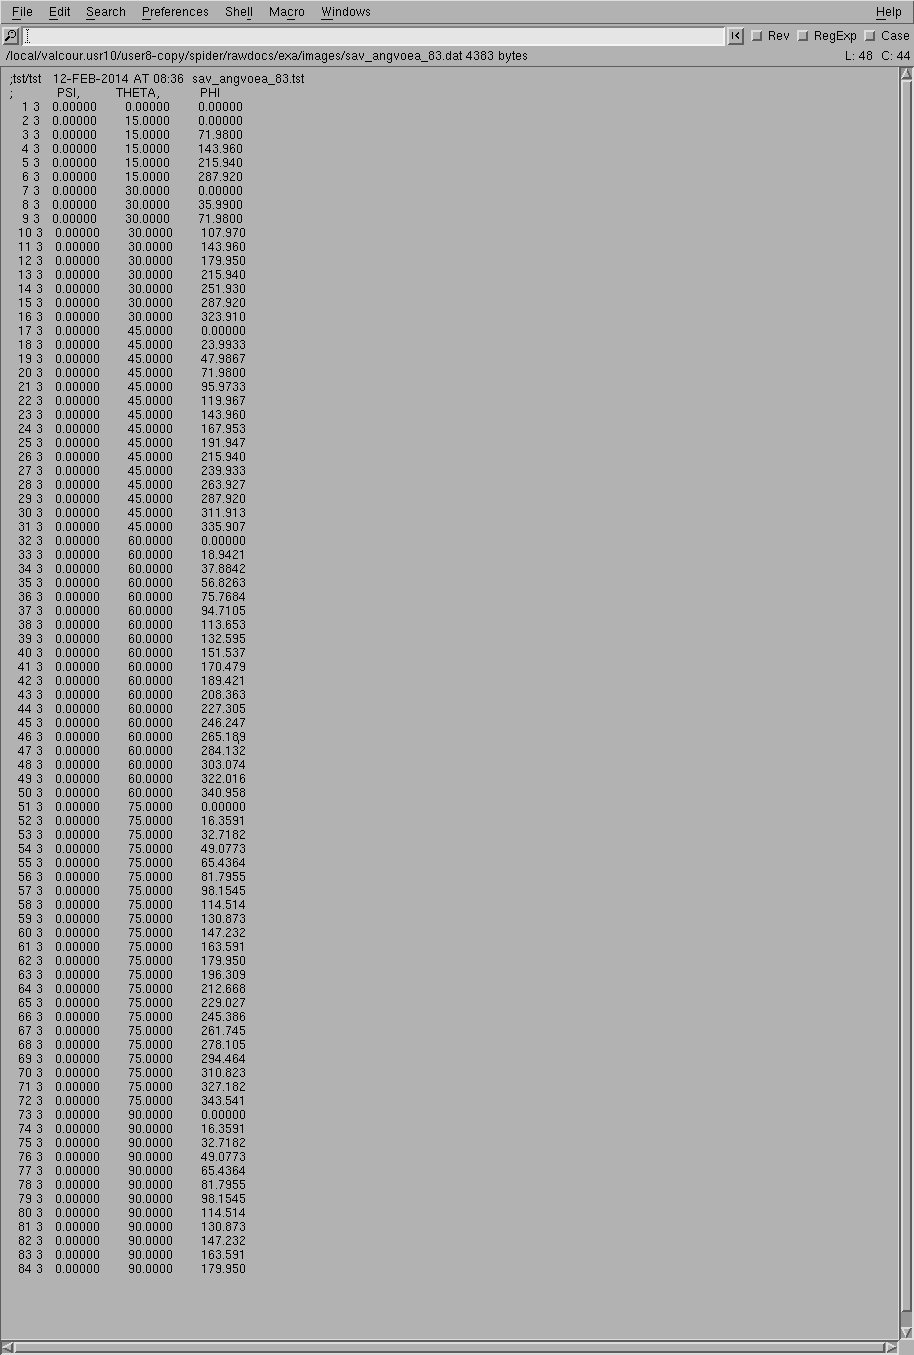 File Edit Search Preferences Shell Macro Windows Help
Rev RegExp Case
/local/valcour.usr10/user8-copy/spider/rawdocs/exa/images/sav_angvoea_83.dat 4383 bytes L: 48 C: 44
;tst/tst 12-FEB-2014 AT 08:36 sav_angvoea_83.tst
; PSI, THETA, PHI
1 3 0.00000 0.00000 0.00000
2 3 0.00000 15.0000 0.00000
3 3 0.00000 15.0000 71.9800
4 3 0.00000 15.0000 143.960
5 3 0.00000 15.0000 215.940
6 3 0.00000 15.0000 287.920
7 3 0.00000 30.0000 0.00000
8 3 0.00000 30.0000 35.9900
9 3 0.00000 30.0000 71.9800
10 3 0.00000 30.0000 107.970
11 3 0.00000 30.0000 143.960
12 3 0.00000 30.0000 179.950
13 3 0.00000 30.0000 215.940
14 3 0.00000 30.0000 251.930
15 3 0.00000 30.0000 287.920
16 3 0.00000 30.0000 323.910
17 3 0.00000 45.0000 0.00000
18 3 0.00000 45.0000 23.9933
19 3 0.00000 45.0000 47.9867
20 3 0.00000 45.0000 71.9800
21 3 0.00000 45.0000 95.9733
22 3 0.00000 45.0000 119.967
23 3 0.00000 45.0000 143.960
24 3 0.00000 45.0000 167.953
25 3 0.00000 45.0000 191.947
26 3 0.00000 45.0000 215.940
27 3 0.00000 45.0000 239.933
28 3 0.00000 45.0000 263.927
29 3 0.00000 45.0000 287.920
30 3 0.00000 45.0000 311.913
31 3 0.00000 45.0000 335.907
32 3 0.00000 60.0000 0.00000
33 3 0.00000 60.0000 18.9421
34 3 0.00000 60.0000 37.8842
35 3 0.00000 60.0000 56.8263
36 3 0.00000 60.0000 75.7684
37 3 0.00000 60.0000 94.7105
38 3 0.00000 60.0000 113.653
39 3 0.00000 60.0000 132.595
40 3 0.00000 60.0000 151.537
41 3 0.00000 60.0000 170.479
42 3 0.00000 60.0000 189.421
43 3 0.00000 60.0000 208.363
44 3 0.00000 60.0000 227.305
45 3 0.00000 60.0000 246.247
46 3 0.00000 60.0000 265.189
47 3 0.00000 60.0000 284.132
48 3 0.00000 60.0000 303.074
49 3 0.00000 60.0000 322.016
50 3 0.00000 60.0000 340.958
51 3 0.00000 75.0000 0.00000
52 3 0.00000 75.0000 16.3591
53 3 0.00000 75.0000 32.7182
54 3 0.00000 75.0000 49.0773
55 3 0.00000 75.0000 65.4364
56 3 0.00000 75.0000 81.7955
57 3 0.00000 75.0000 98.1545
58 3 0.00000 75.0000 114.514
59 3 0.00000 75.0000 130.873
60 3 0.00000 75.0000 147.232
61 3 0.00000 75.0000 163.591
62 3 0.00000 75.0000 179.950
63 3 0.00000 75.0000 196.309
64 3 0.00000 75.0000 212.668
65 3 0.00000 75.0000 229.027
66 3 0.00000 75.0000 245.386
67 3 0.00000 75.0000 261.745
68 3 0.00000 75.0000 278.105
69 3 0.00000 75.0000 294.464
70 3 0.00000 75.0000 310.823
71 3 0.00000 75.0000 327.182
72 3 0.00000 75.0000 343.541
73 3 0.00000 90.0000 0.00000
74 3 0.00000 90.0000 16.3591
75 3 0.00000 90.0000 32.7182
76 3 0.00000 90.0000 49.0773
77 3 0.00000 90.0000 65.4364
78 3 0.00000 90.0000 81.7955
79 3 0.00000 90.0000 98.1545
80 3 0.00000 90.0000 114.514
81 3 0.00000 90.0000 130.873
82 3 0.00000 90.0000 147.232
83 3 0.00000 90.0000 163.591
84 3 0.00000 90.0000 179.950